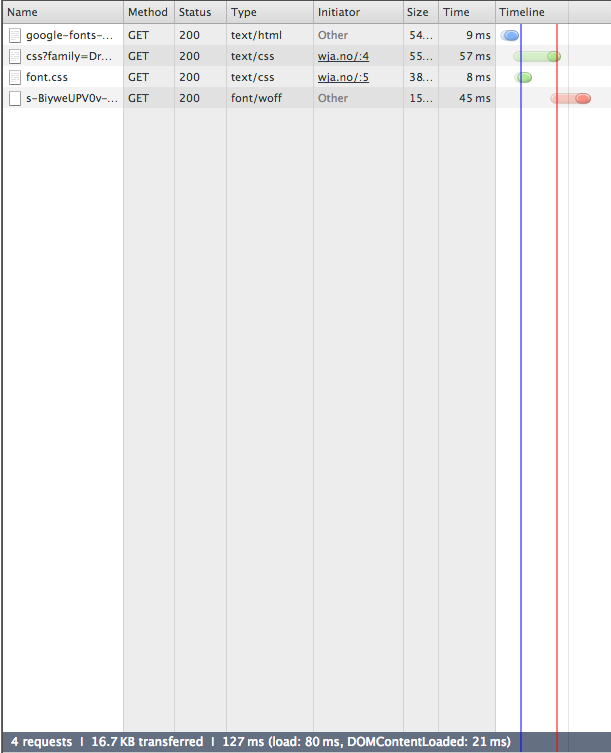 Name Method Status Type Initiator Size Time Timeline
google-fonts-... GET 200 text/html Other 54... 9 ms
css?family=Dr... GET 200 text/css wja.no/:4 55... 57 ms
font.css GET 200 text/css wja.no/:5 38... 8 ms
s-BiyweUPV0v-... GET 200 font/woff Other 15... 45 ms
4 requests | 16.7 KB transferred | 127 ms (load: 80 ms, DOMContentLoaded: 21 ms)